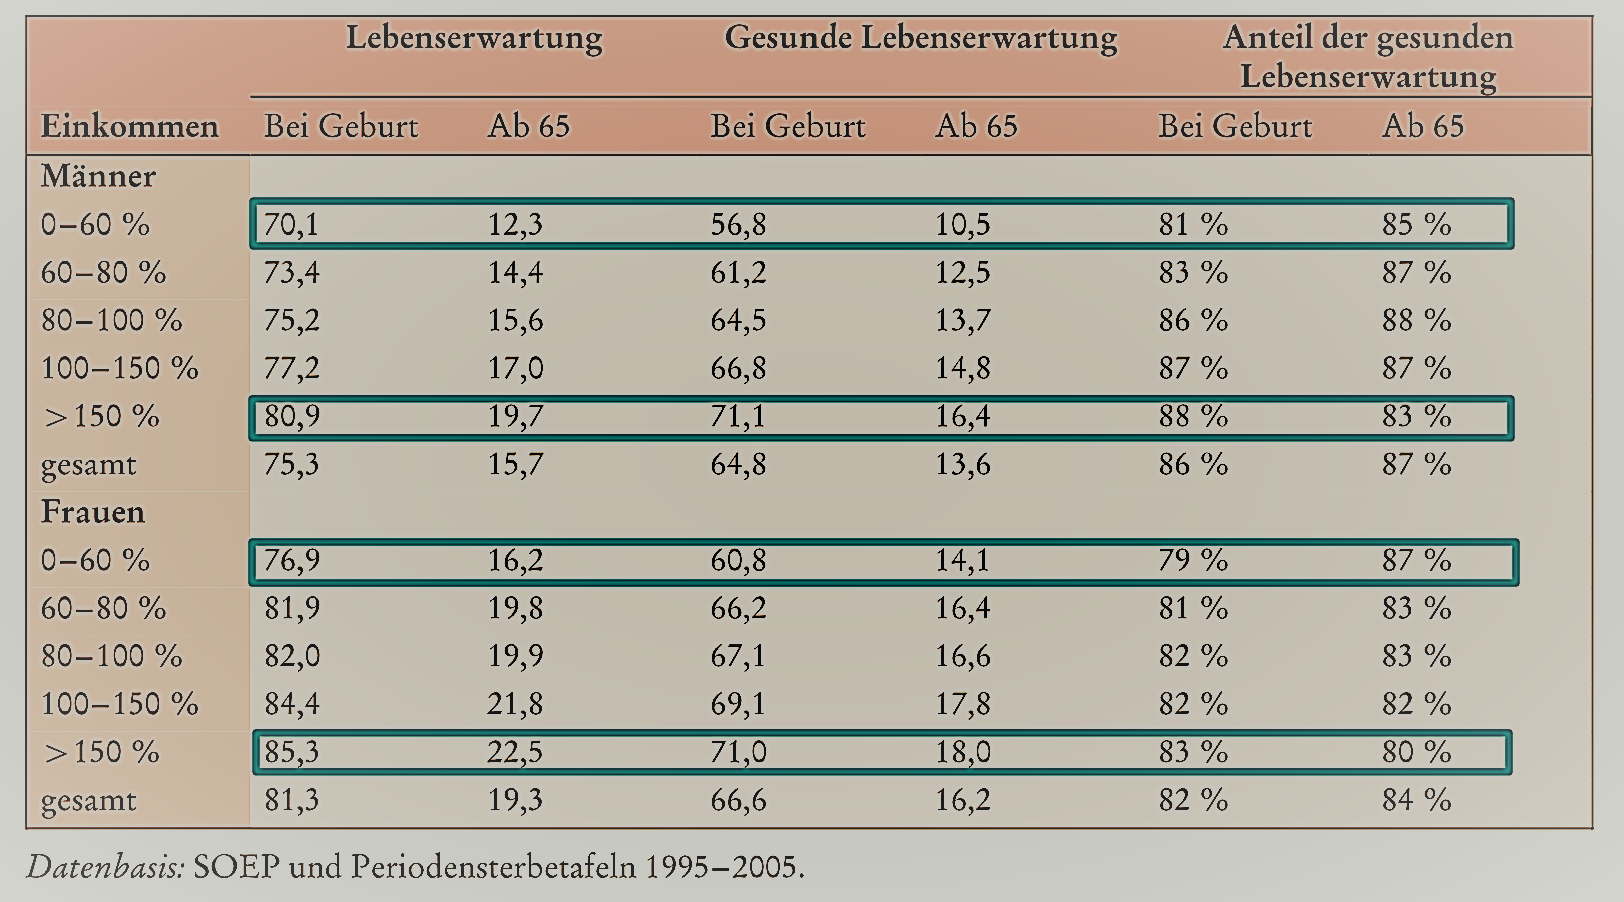 Lebenserwartung Gesunde Lebenserwartung Anteil der gesunden
Lebenserwartung
Einkommen Bei Geburt Ab 65 Bei Geburt Ab 65 Bei Geburt Ab 65
Männer
0–60 % 70,1 12,3 56,8 10,5 81 % 85 %
60–80 % 73,4 14,4 61,2 12,5 83 % 87 %
80–100 % 75,2 15,6 64,5 13,7 86 % 88 %
100–150 % 77,2 17,0 66,8 14,8 87 % 87 %
>150 % 80,9 19,7 71,1 16,4 88 % 83 %
gesamt 75,3 15,7 64,8 13,6 86 % 87 %
Frauen
0–60 % 76,9 16,2 60,8 14,1 79 % 87 %
60–80 % 81,9 19,8 66,2 16,4 81 % 83 %
80–100 % 82,0 19,9 67,1 16,6 82 % 83 %
100–150 % 84,4 21,8 69,1 17,8 82 % 82 %
>150 % 85,3 22,5 71,0 18,0 83 % 80 %
gesamt 81,3 19,3 66,6 16,2 82 % 84 %
Datenbasis: SOEP und Periodensterbetafeln 1995–2005.